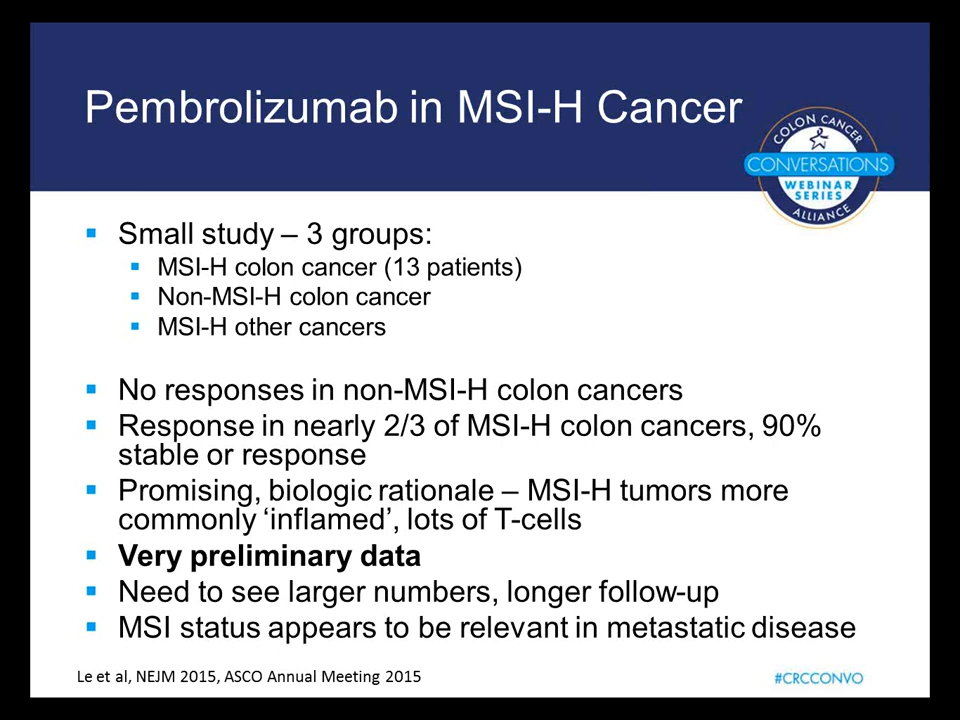 Pembrolizumab in MSI-H Cancer
COLON CANCER
CONVERSATIONS
WEBINAR
SERIES
ALLIANCE
Small study – 3 groups:
MSI-H colon cancer (13 patients)
Non-MSI-H colon cancer
MSI-H other cancers
No responses in non-MSI-H colon cancers
Response in nearly 2/3 of MSI-H colon cancers, 90%
stable or response
Promising, biologic rationale – MSI-H tumors more
commonly ‘inflamed’, lots of T-cells
Very preliminary data
Need to see larger numbers, longer follow-up
MSI status appears to be relevant in metastatic disease
Le et al, NEJM 2015, ASCO Annual Meeting 2015
#CRCCONVO